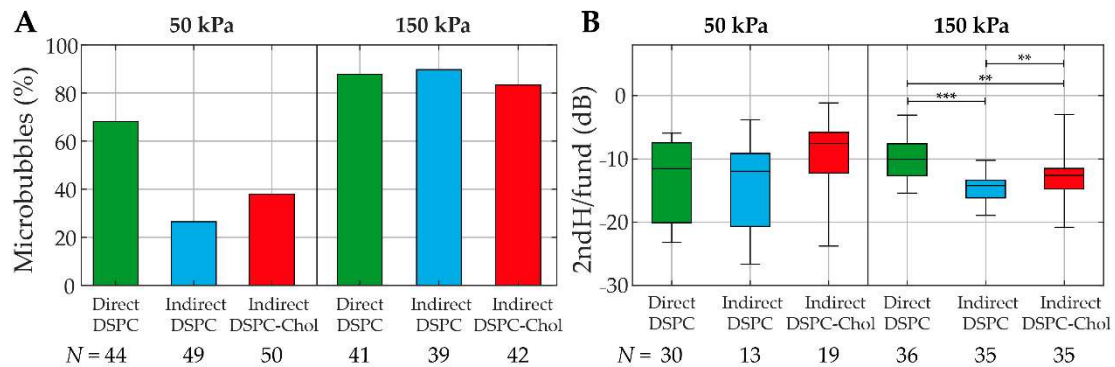 A
50 kPa
150 kPa
Microbubbles (%)
100
80
60
40
20
0
Direct DSPC
Indirect DSPC
Indirect DSPC-Chol
Direct DSPC
Indirect DSPC
Indirect DSPC-Chol
N = 44 49 50 41 39 42
B
50 kPa
150 kPa
2ndH/fund (dB)
0
-10
-20
-30
**
**
***
Direct DSPC
Indirect DSPC
Indirect DSPC-Chol
Direct DSPC
Indirect DSPC
Indirect DSPC-Chol
N = 30 13 19 36 35 35